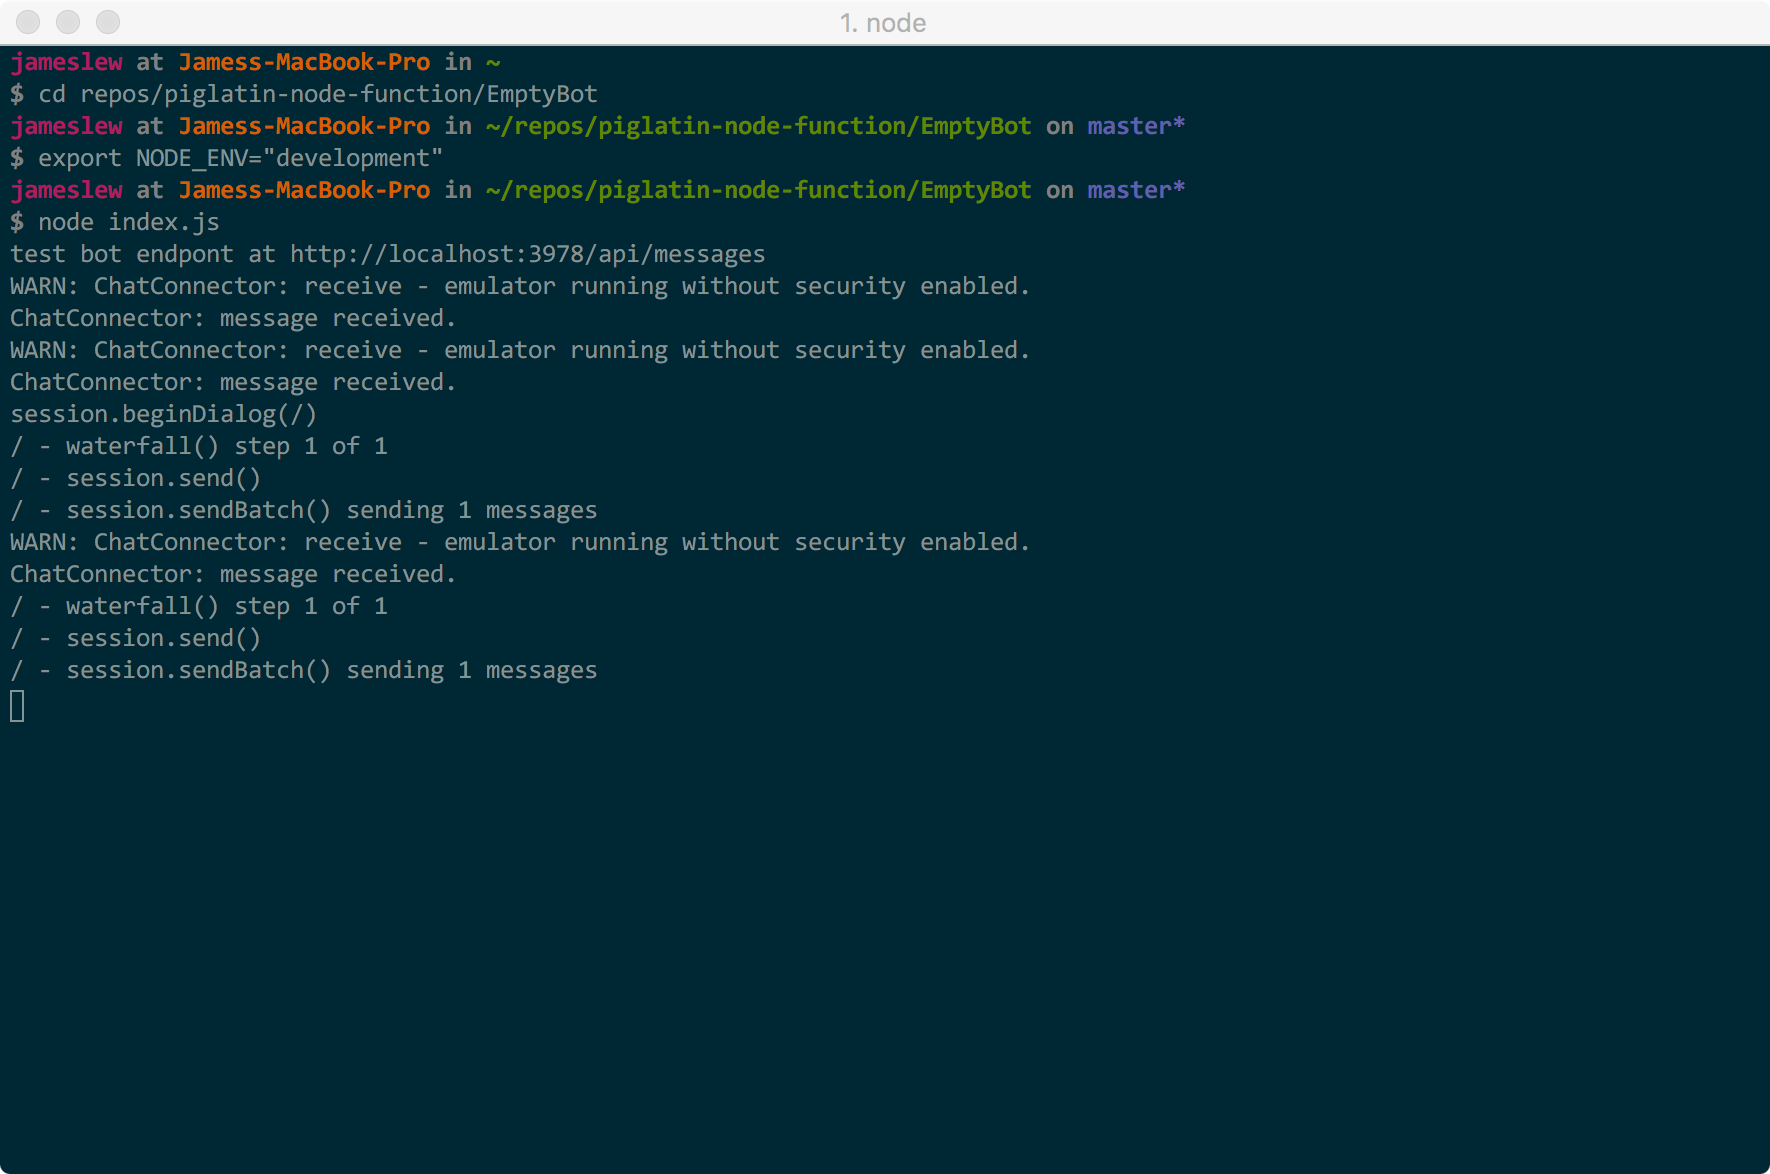 1. node
jameslew at Jamess-MacBook-Pro in ~
$ cd repos/piglatin-node-function/EmptyBot
jameslew at Jamess-MacBook-Pro in ~/repos/piglatin-node-function/EmptyBot on master*
$ export NODE_ENV="development"
jameslew at Jamess-MacBook-Pro in ~/repos/piglatin-node-function/EmptyBot on master*
$ node index.js
test bot endpont at http://localhost:3978/api/messages
WARN: ChatConnector: receive - emulator running without security enabled.
ChatConnector: message received.
WARN: ChatConnector: receive - emulator running without security enabled.
ChatConnector: message received.
session.beginDialog(/)
/ - waterfall() step 1 of 1
/ - session.send()
/ - session.sendBatch() sending 1 messages
WARN: ChatConnector: receive - emulator running without security enabled.
ChatConnector: message received.
/ - waterfall() step 1 of 1
/ - session.send()
/ - session.sendBatch() sending 1 messages